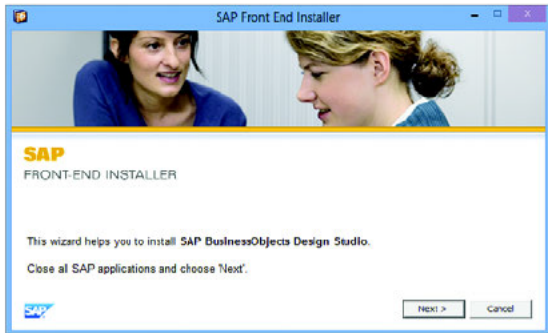 SAP Front End Installer
SAP
FRONT-END INSTALLER
This wizard helps you to install SAP BusinessObjects Design Studio.
Close all SAP applications and choose 'Next'.
SAP
Next >
Cancel